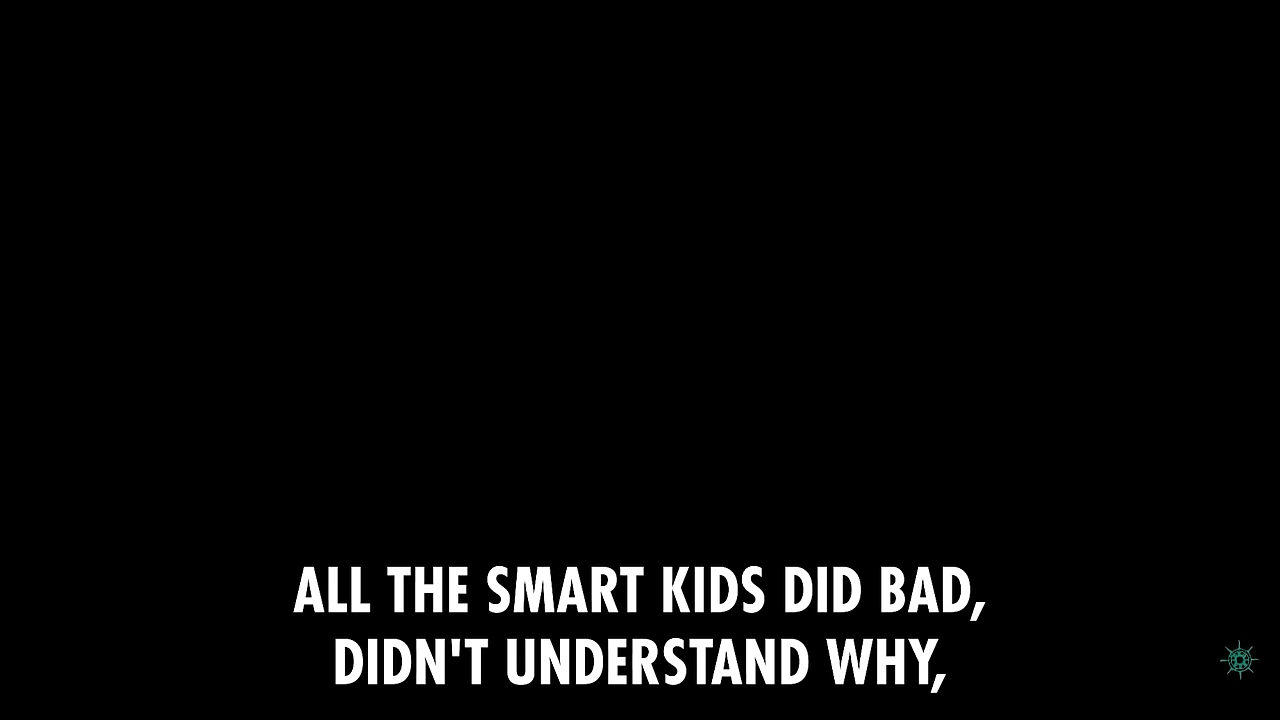 ALL THE SMART KIDS DID BAD,
DIDN'T UNDERSTAND WHY,